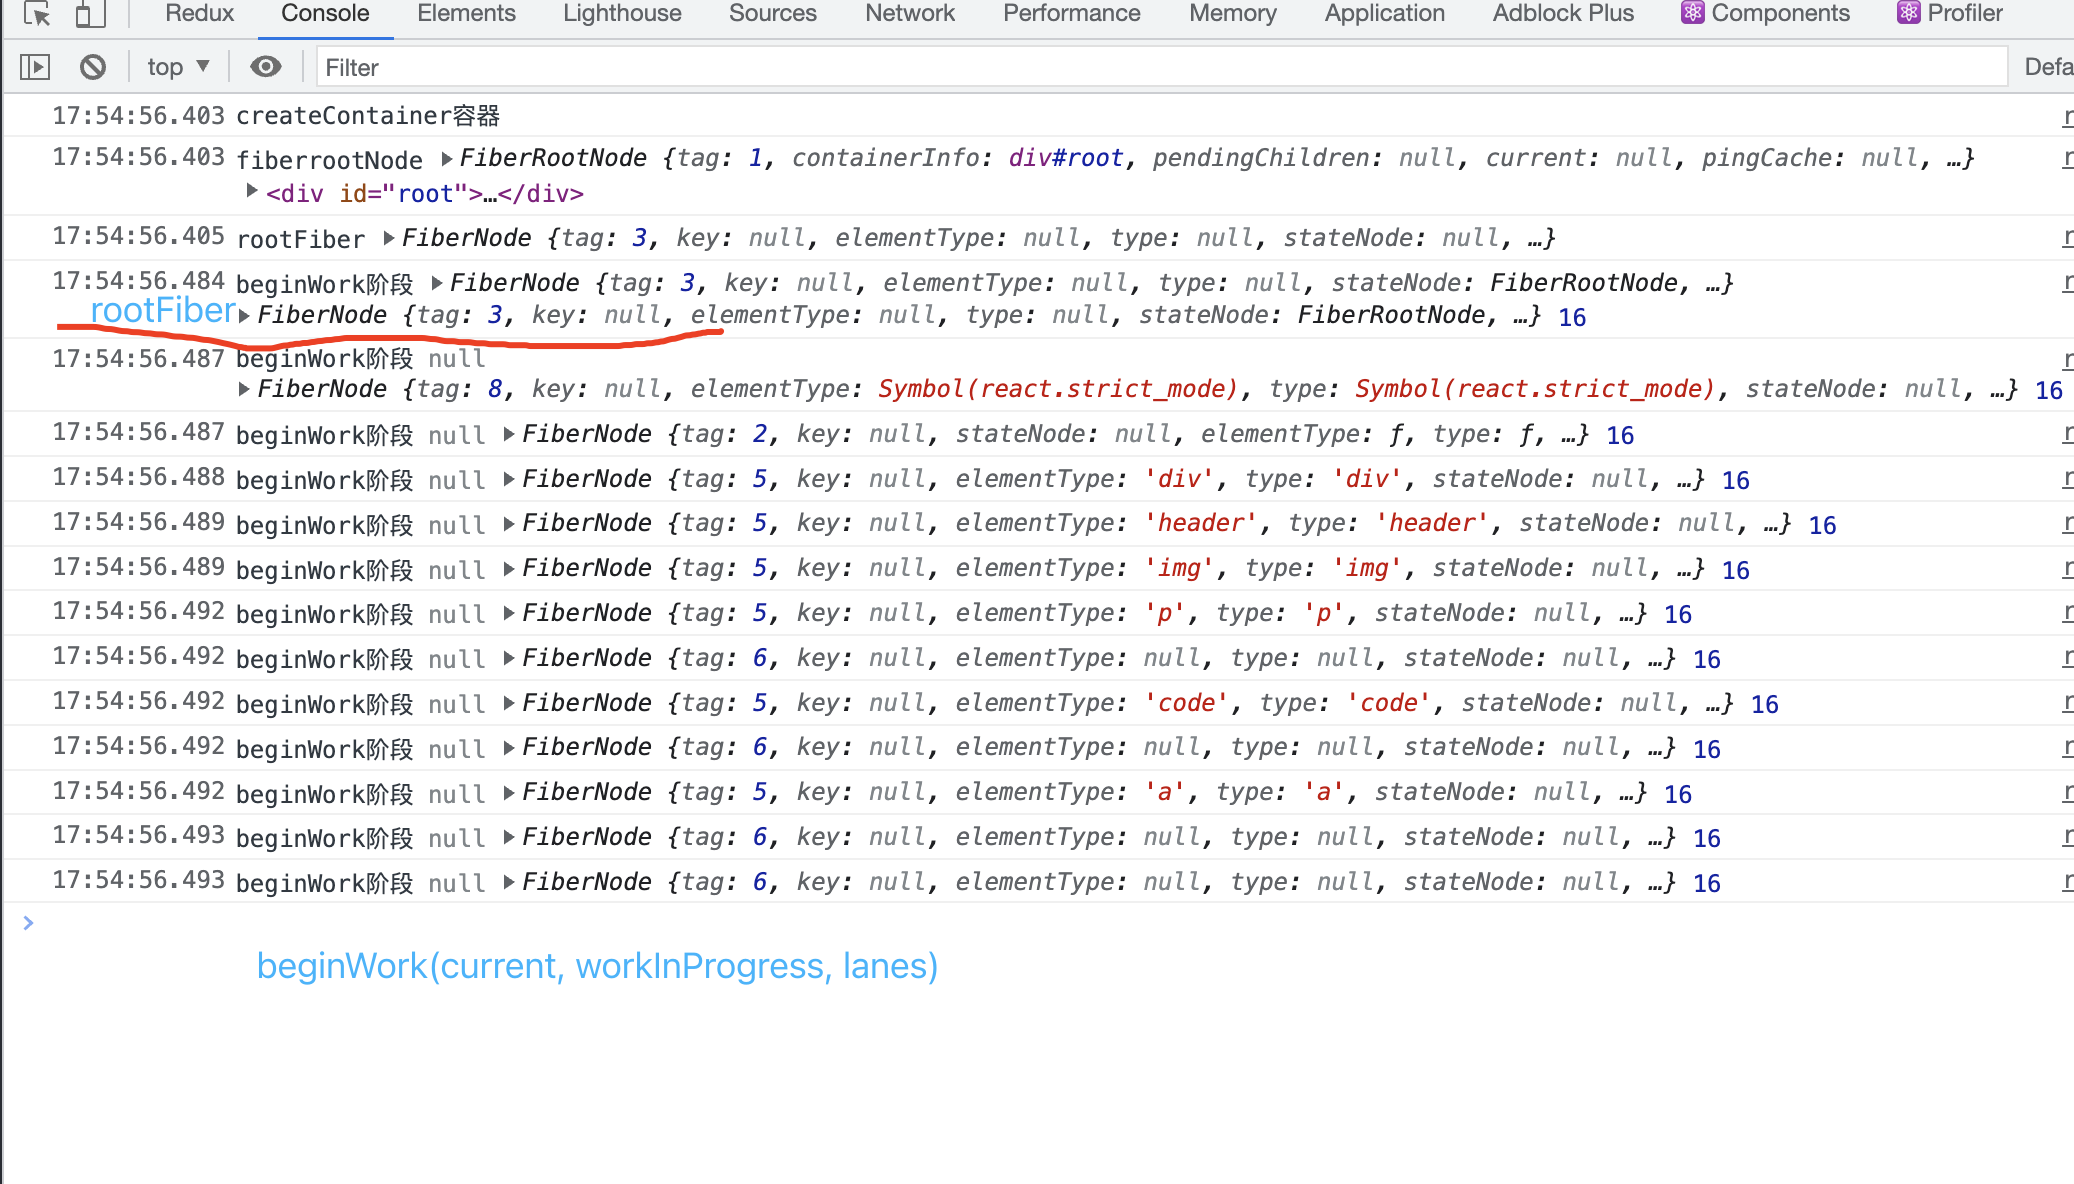 Redux Console Elements Lighthouse Sources Network Performance Memory Application Adblock Plus Components Profiler
top ▼ Filter Defa
17:54:56.403 createContainer容器 r
17:54:56.403 fiberrootNode ▶FiberRootNode {tag: 1, containerInfo: div#root, pendingChildren: null, current: null, pingCache: null, …} r
▶<div id="root">…</div>
17:54:56.405 rootFiber ▶FiberNode {tag: 3, key: null, elementType: null, type: null, stateNode: null, …} r
17:54:56.484 beginWork阶段 ▶FiberNode {tag: 3, key: null, elementType: null, type: null, stateNode: FiberRootNode, …} r
rootFiber ▶FiberNode {tag: 3, key: null, elementType: null, type: null, stateNode: FiberRootNode, …} 16
17:54:56.487 beginWork阶段 null r
▶FiberNode {tag: 8, key: null, elementType: Symbol(react.strict_mode), type: Symbol(react.strict_mode), stateNode: null, …} 16
17:54:56.487 beginWork阶段 null ▶FiberNode {tag: 2, key: null, stateNode: null, elementType: ƒ, type: ƒ, …} 16 r
17:54:56.488 beginWork阶段 null ▶FiberNode {tag: 5, key: null, elementType: 'div', type: 'div', stateNode: null, …} 16 r
17:54:56.489 beginWork阶段 null ▶FiberNode {tag: 5, key: null, elementType: 'header', type: 'header', stateNode: null, …} 16 r
17:54:56.489 beginWork阶段 null ▶FiberNode {tag: 5, key: null, elementType: 'img', type: 'img', stateNode: null, …} 16 r
17:54:56.492 beginWork阶段 null ▶FiberNode {tag: 5, key: null, elementType: 'p', type: 'p', stateNode: null, …} 16 r
17:54:56.492 beginWork阶段 null ▶FiberNode {tag: 6, key: null, elementType: null, type: null, stateNode: null, …} 16 r
17:54:56.492 beginWork阶段 null ▶FiberNode {tag: 5, key: null, elementType: 'code', type: 'code', stateNode: null, …} 16 r
17:54:56.492 beginWork阶段 null ▶FiberNode {tag: 6, key: null, elementType: null, type: null, stateNode: null, …} 16 r
17:54:56.492 beginWork阶段 null ▶FiberNode {tag: 5, key: null, elementType: 'a', type: 'a', stateNode: null, …} 16 r
17:54:56.493 beginWork阶段 null ▶FiberNode {tag: 6, key: null, elementType: null, type: null, stateNode: null, …} 16 r
17:54:56.493 beginWork阶段 null ▶FiberNode {tag: 6, key: null, elementType: null, type: null, stateNode: null, …} 16 r
beginWork(current, workInProgress, lanes)